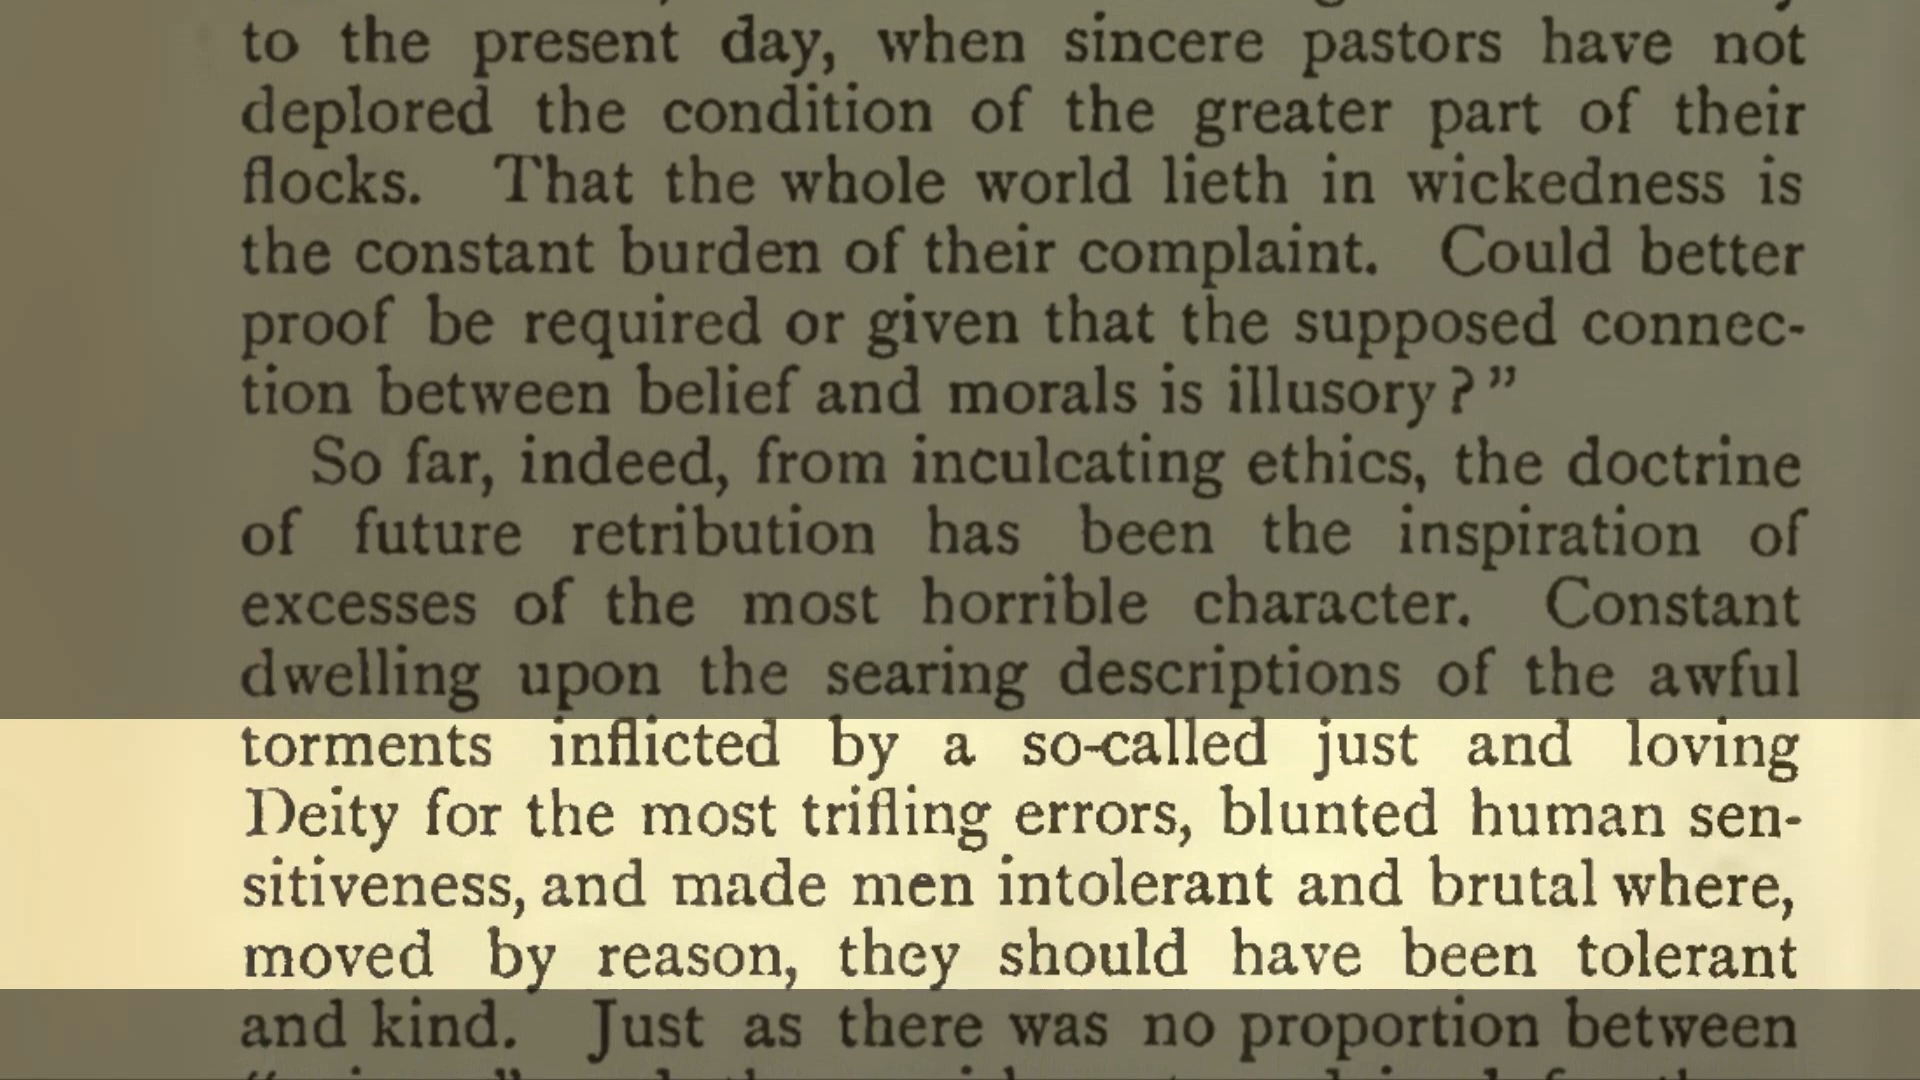 to the present day, when sincere pastors have not
deplored the condition of the greater part of their
flocks. That the whole world lieth in wickedness is
the constant burden of their complaint. Could better
proof be required or given that the supposed connec-
tion between belief and morals is illusory?”
So far, indeed, from inculcating ethics, the doctrine
of future retribution has been the inspiration of
excesses of the most horrible character. Constant
dwelling upon the searing descriptions of the awful
torments inflicted by a so-called just and loving
Deity for the most trifling errors, blunted human sen-
sitiveness, and made men intolerant and brutal where,
moved by reason, they should have been tolerant
and kind. Just as there was no proportion between